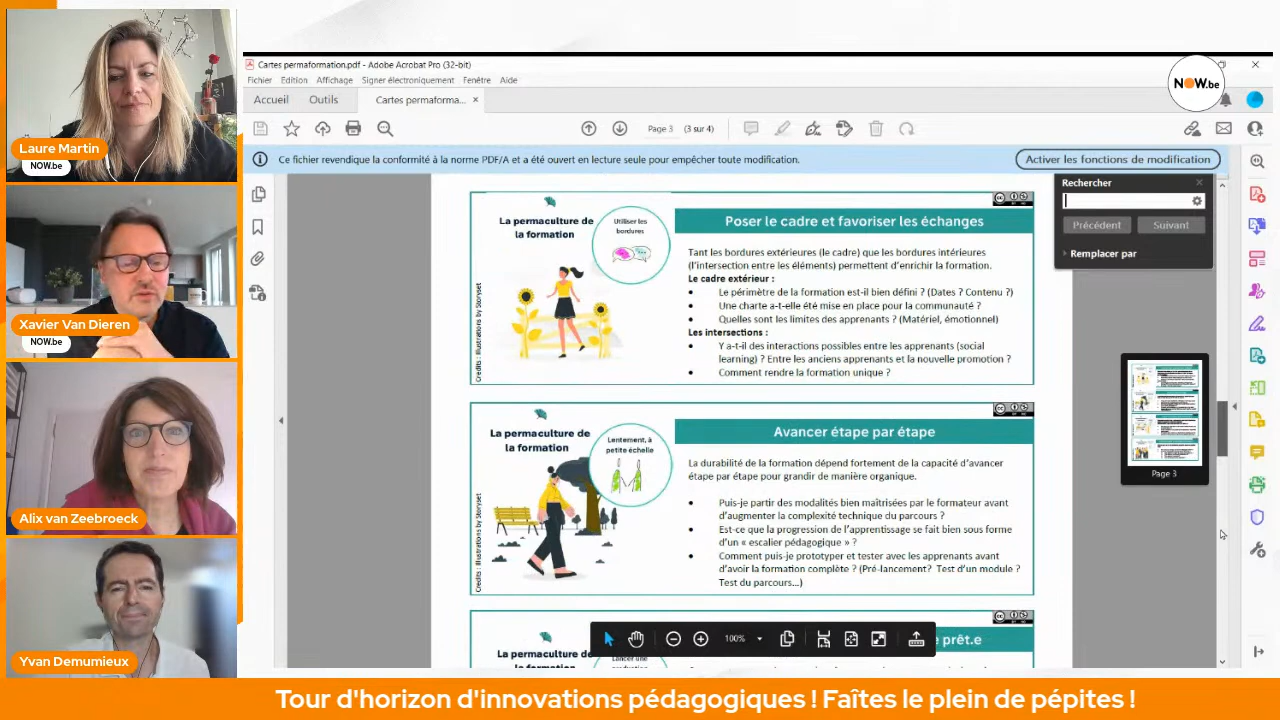 Laure Martin
NOW.be
Xavier Van Dieren
NOW.be
Alix van Zeebroeck
Yvan Demumieux
Cartes permaformation.pdf - Adobe Acrobat Pro (32-bit)
Fichier Edition Affichage Signer électroniquement Fenêtre Aide
NOW.be
Accueil Outils Cartes permaforma... ×
Page 3 (3 sur 4)
Ce fichier revendique la conformité à la norme PDF/A et a été ouvert en lecture seule pour empêcher toute modification.
Activer les fonctions de modification
Rechercher
Précédent Suivant
Remplacer par
La permaculture de
la formation
Utiliser les
bordures
Crédits : Illustrations by Storyset
Poser le cadre et favoriser les échanges
Tant les bordures extérieures (le cadre) que les bordures intérieures
(l'intersection entre les éléments) permettent d'enrichir la formation.
Le cadre extérieur :
• Le périmètre de la formation est-il bien défini ? (Dates ? Contenu ?)
• Une charte a-t-elle été mise en place pour la communauté ?
• Quelles sont les limites des apprenants ? (Matériel, émotionnel)
Les intersections :
• Y a-t-il des interactions possibles entre les apprenants (social
learning) ? Entre les anciens apprenants et la nouvelle promotion ?
• Comment rendre la formation unique ?
La permaculture de
la formation
Lentement, à
petite échelle
Crédits : Illustrations by Storyset
Avancer étape par étape
La durabilité de la formation dépend fortement de la capacité d'avancer
étape par étape pour grandir de manière organique.
• Puis-je partir des modalités bien maîtrisées par le formateur avant
d'augmenter la complexité technique du parcours ?
• Est-ce que la progression de l'apprentissage se fait bien sous forme
d'un « escalier pédagogique » ?
• Comment puis-je prototyper et tester avec les apprenants avant
d'avoir la formation complète ? (Pré-lancement? Test d'un module ?
Test du parcours...)
La permaculture de
la formation
Lancer une
prêt.e
100%
Page 3
Tour d'horizon d'innovations pédagogiques ! Faîtes le plein de pépites !